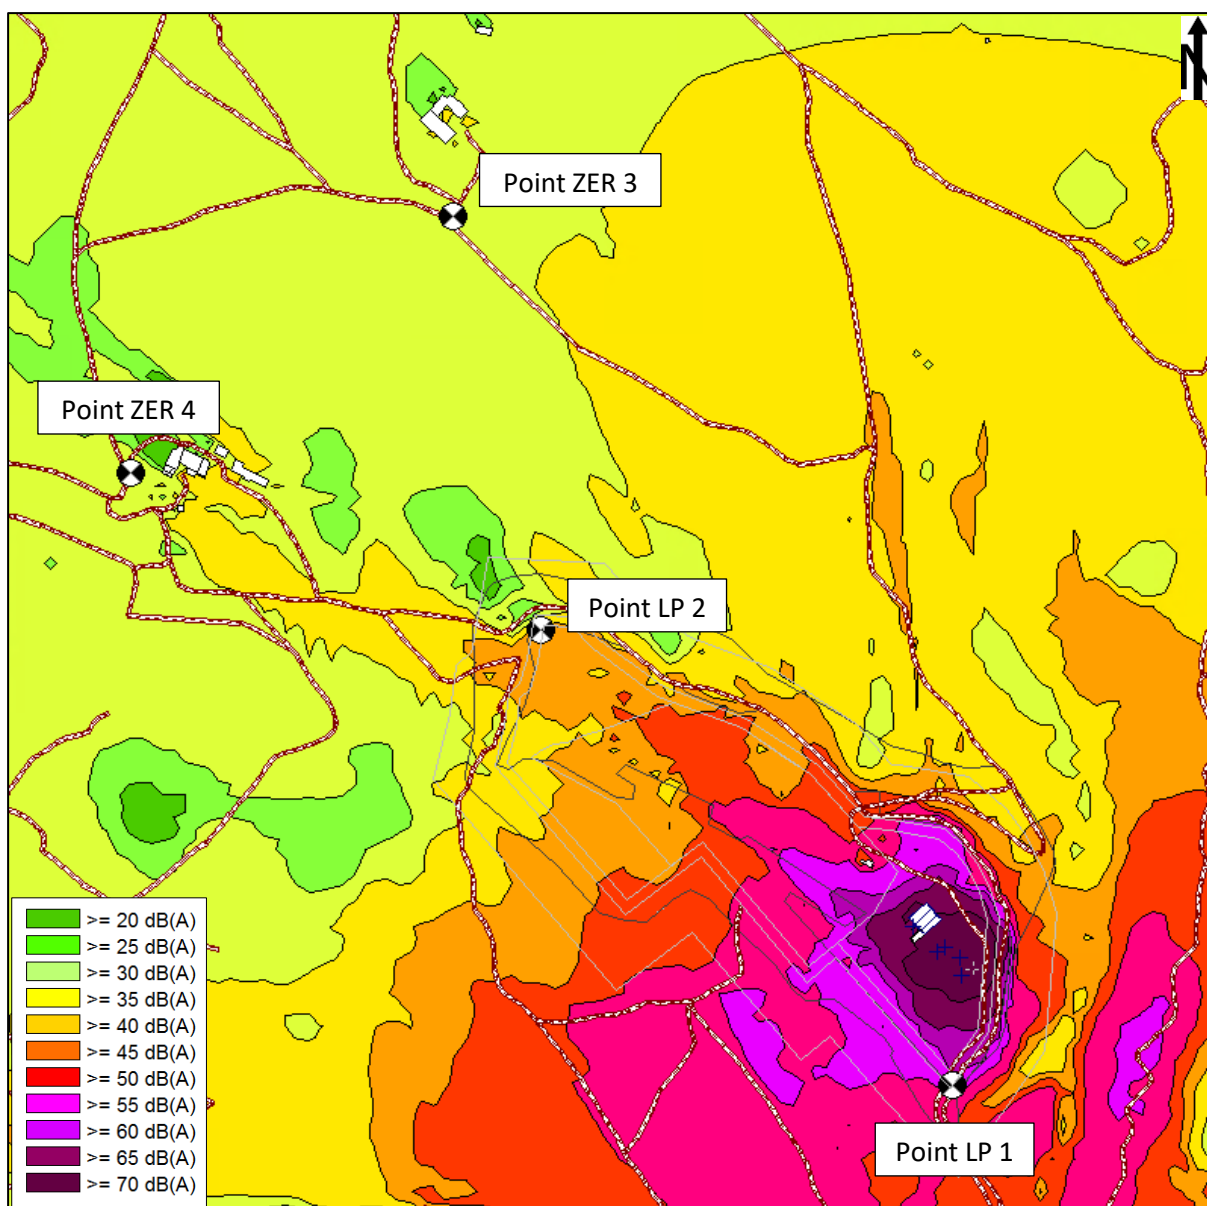 N
Point ZER 3
Point ZER 4
Point LP 2
Point LP 1
>= 20 dB(A)
>= 25 dB(A)
>= 30 dB(A)
>= 35 dB(A)
>= 40 dB(A)
>= 45 dB(A)
>= 50 dB(A)
>= 55 dB(A)
>= 60 dB(A)
>= 65 dB(A)
>= 70 dB(A)